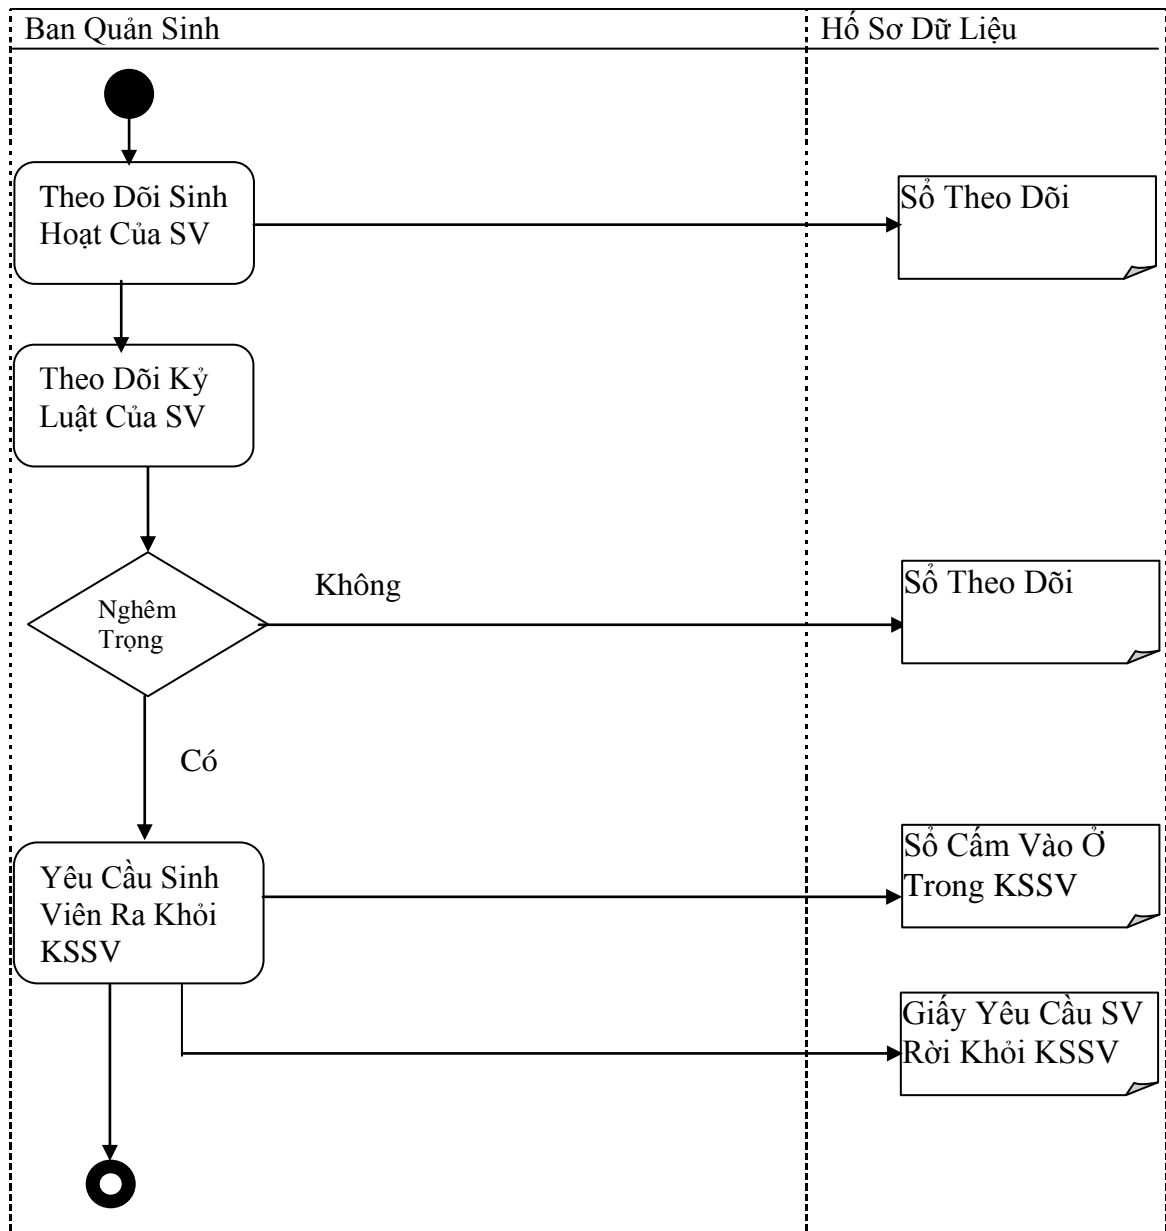 Ban Quản Sinh
Hố Sơ Dữ Liệu
Theo Dõi Sinh
Hoạt Của SV
Sổ Theo Dõi
Theo Dõi Kỷ
Luật Của SV
Nghêm
Trọng
Không
Sổ Theo Dõi
Có
Yêu Cầu Sinh
Viên Ra Khỏi
KSSV
Sổ Cấm Vào Ở
Trong KSSV
Giấy Yêu Cầu SV
Rời Khỏi KSSV